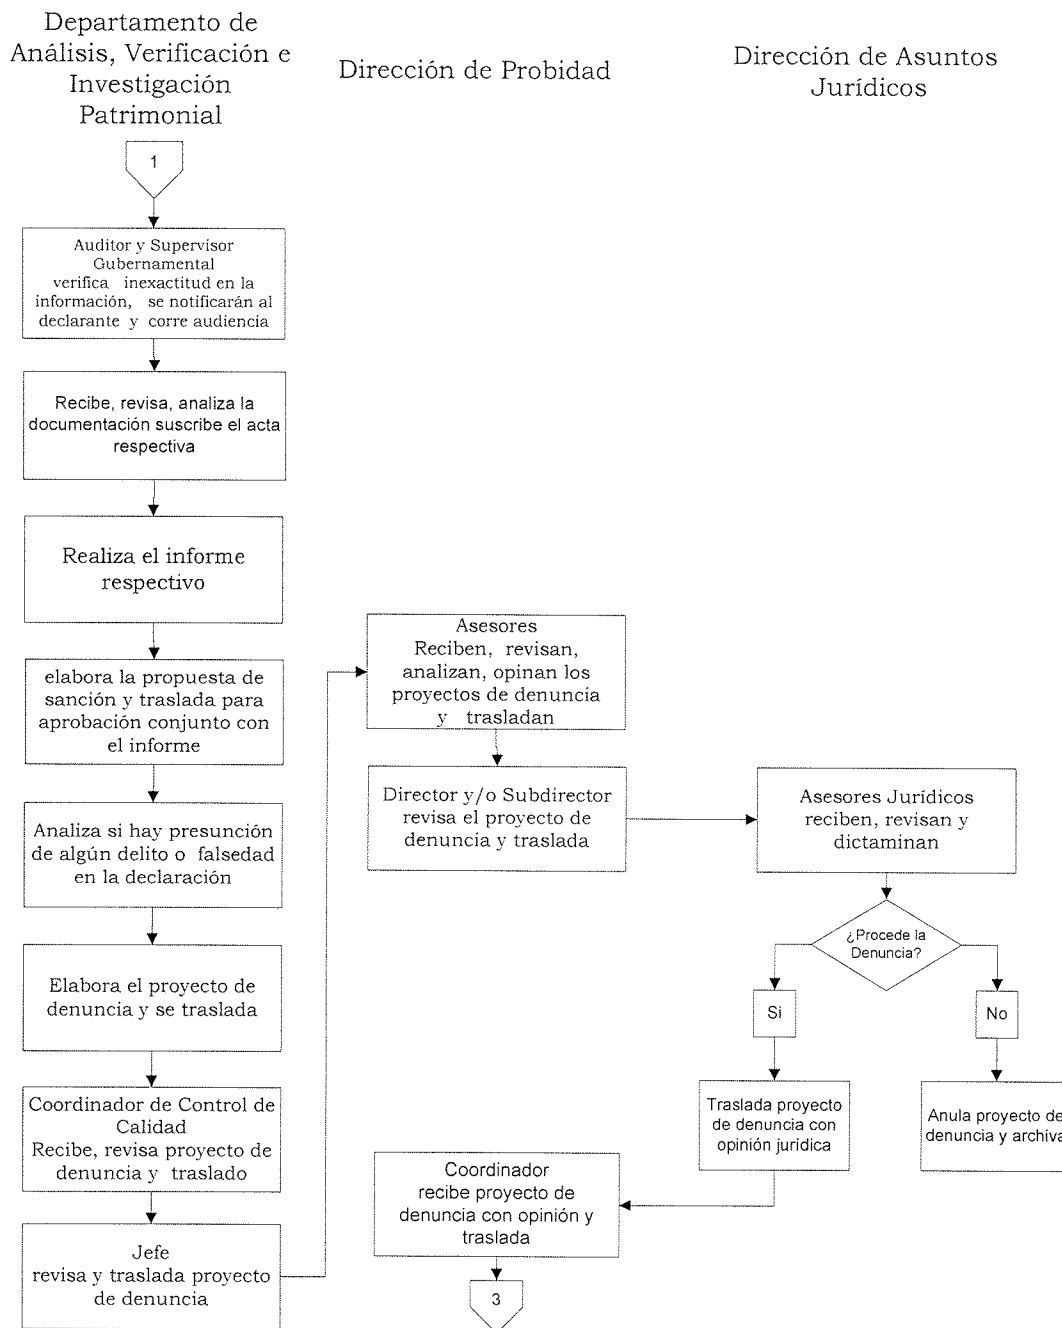 Departamento de
Análisis, Verificación e
Investigación
Patrimonial
Dirección de Probidad
Dirección de Asuntos
Jurídicos
1
Auditor y Supervisor
Gubernamental
verifica inexactitud en la
información, se notificarán al
declarante y corre audiencia
Recibe, revisa, analiza la
documentación suscribe el acta
respectiva
Realiza el informe
respectivo
elabora la propuesta de
sanción y traslada para
aprobación conjunto con
el informe
Analiza si hay presunción
de algún delito o falsedad
en la declaración
Elabora el proyecto de
denuncia y se traslada
Coordinador de Control de
Calidad
Recibe, revisa proyecto de
denuncia y traslado
Jefe
revisa y traslada proyecto
de denuncia
Asesores
Reciben, revisan,
analizan, opinan los
proyectos de denuncia
y trasladan
Director y/o Subdirector
revisa el proyecto de
denuncia y traslada
Asesores Jurídicos
reciben, revisan y
dictaminan
¿Procede la
Denuncia?
Si
No
Traslada proyecto
de denuncia con
opinión jurídica
Anula proyecto de
denuncia y archiva
Coordinador
recibe proyecto de
denuncia con opinión y
traslada
3